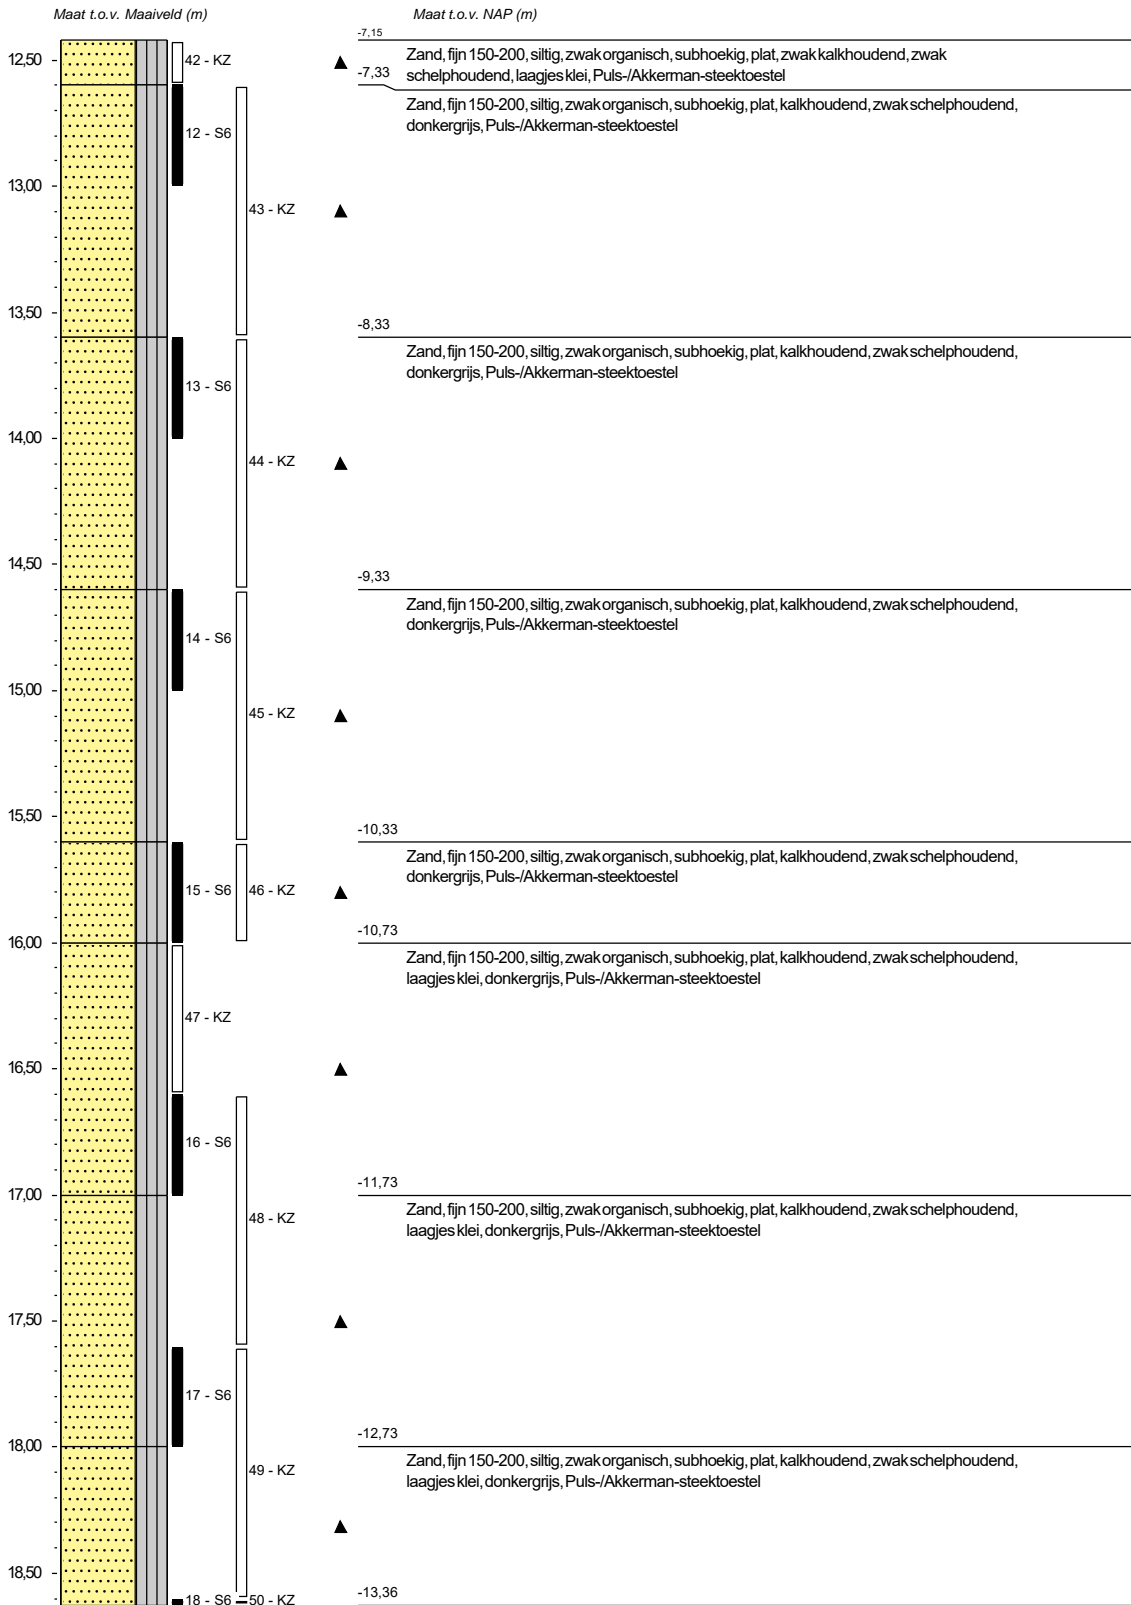 Maat t.o.v. Maaiveld (m)
Maat t.o.v. NAP (m)
-7,15
12,50
42 - KZ
Zand, fijn 150-200, siltig, zwak organisch, subhoekig, plat, zwak kalkhoudend, zwak
schelphoudend, laagjes klei, Puls-/Akkerman-steektoestel
-7,33
Zand, fijn 150-200, siltig, zwak organisch, subhoekig, plat, kalkhoudend, zwak schelphoudend,
donkergrijs, Puls-/Akkerman-steektoestel
12 - S6
13,00
43 - KZ
13,50
-8,33
Zand, fijn 150-200, siltig, zwak organisch, subhoekig, plat, kalkhoudend, zwak schelphoudend,
donkergrijs, Puls-/Akkerman-steektoestel
13 - S6
14,00
44 - KZ
14,50
-9,33
Zand, fijn 150-200, siltig, zwak organisch, subhoekig, plat, kalkhoudend, zwak schelphoudend,
donkergrijs, Puls-/Akkerman-steektoestel
14 - S6
15,00
45 - KZ
15,50
-10,33
Zand, fijn 150-200, siltig, zwak organisch, subhoekig, plat, kalkhoudend, zwak schelphoudend,
donkergrijs, Puls-/Akkerman-steektoestel
15 - S6
46 - KZ
16,00
-10,73
Zand, fijn 150-200, siltig, zwak organisch, subhoekig, plat, kalkhoudend, zwak schelphoudend,
laagjes klei, donkergrijs, Puls-/Akkerman-steektoestel
47 - KZ
16,50
16 - S6
17,00
-11,73
Zand, fijn 150-200, siltig, zwak organisch, subhoekig, plat, kalkhoudend, zwak schelphoudend,
laagjes klei, donkergrijs, Puls-/Akkerman-steektoestel
48 - KZ
17,50
17 - S6
18,00
-12,73
Zand, fijn 150-200, siltig, zwak organisch, subhoekig, plat, kalkhoudend, zwak schelphoudend,
laagjes klei, donkergrijs, Puls-/Akkerman-steektoestel
49 - KZ
18,50
-13,36
18 - S6
50 - KZ